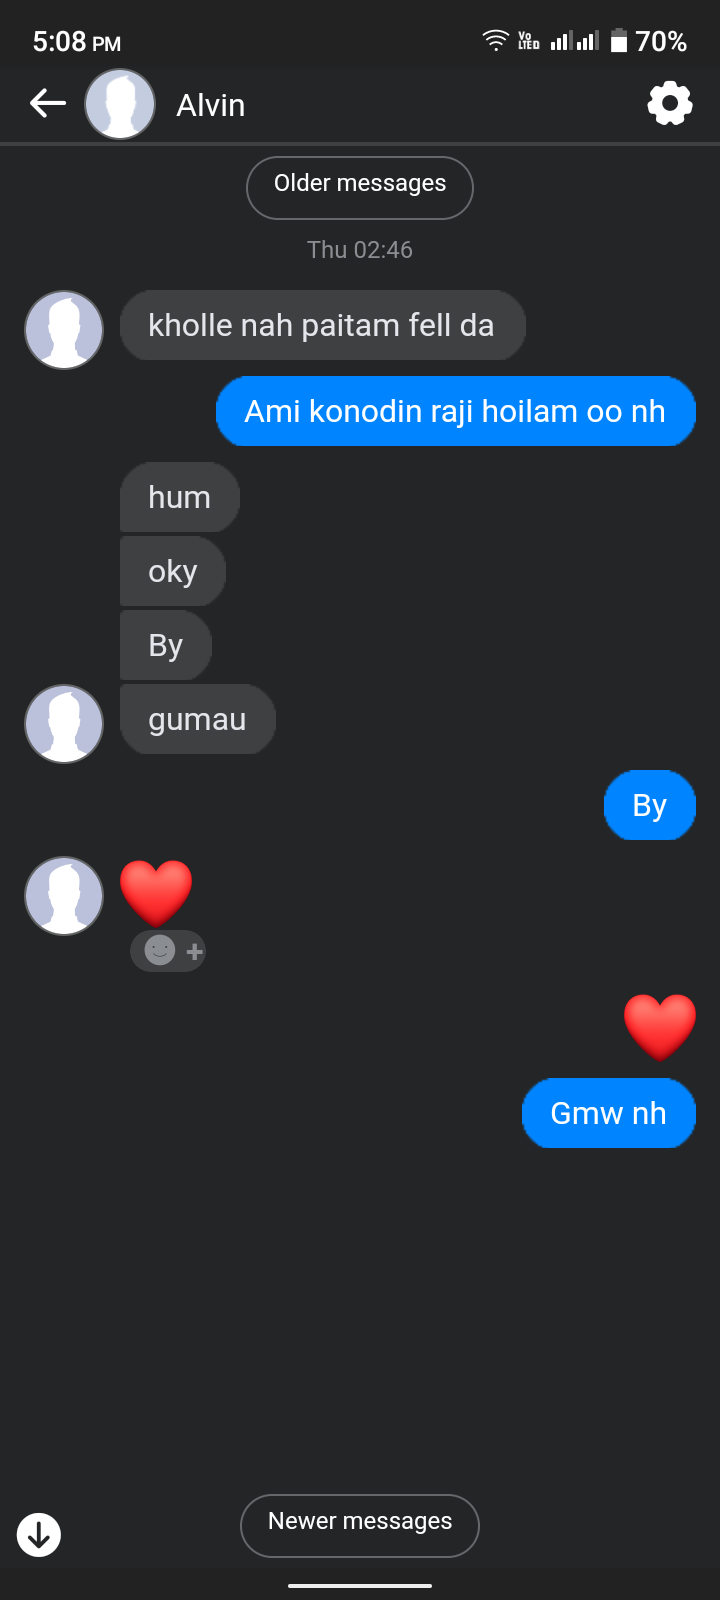 5:08 PM
Vo LTE D 70%
Alvin
Older messages
Thu 02:46
kholle nah paitam fell da
Ami konodin raji hoilam oo nh
hum
oky
By
gumau
By
❤️
❤️
Gmw nh
Newer messages